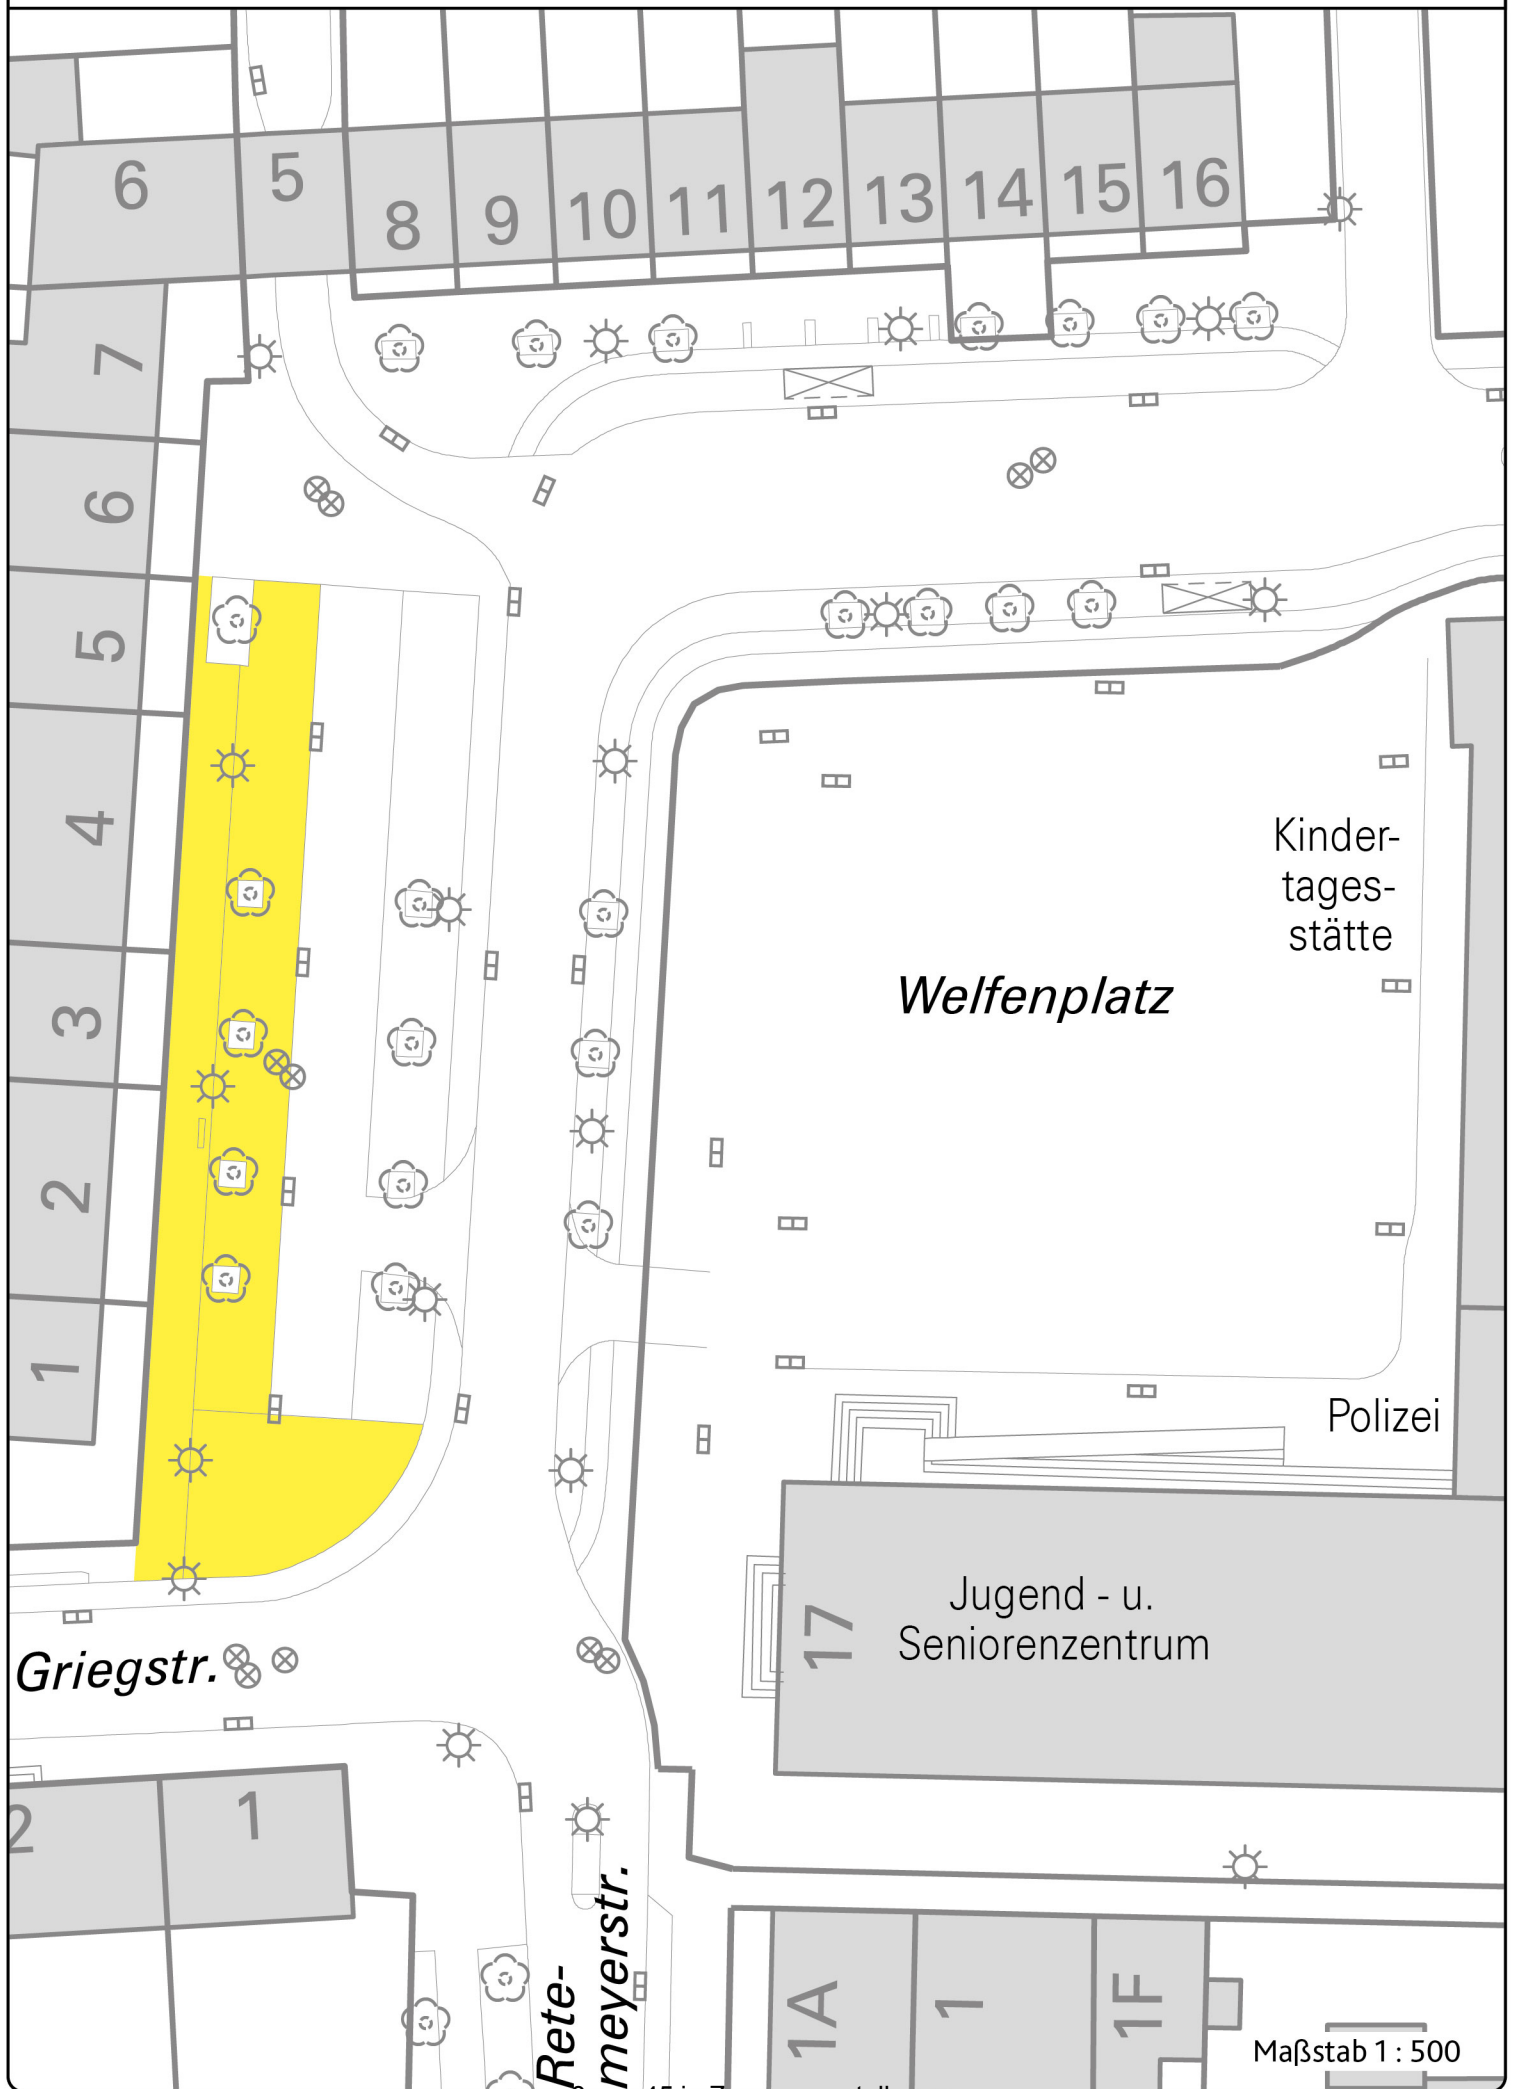 6
5
8
9
10
11
12
13
14
15
16
7
6
5
4
3
2
1
Kinder-
tages-
stätte
Welfenplatz
Polizei
17
Jugend - u.
Seniorenzentrum
Griegstr.
2
1
Rete-
meyerstr.
1A
1
1F
Maßstab 1 : 500